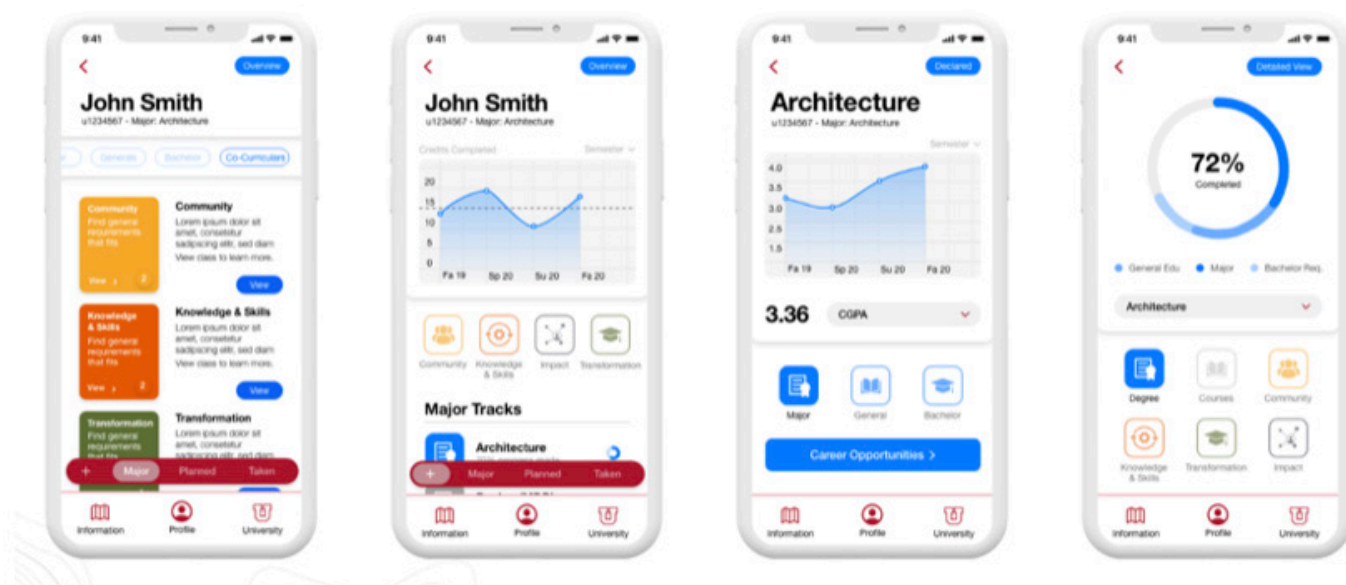 9:41
Overview
John Smith
u1234567 - Major: Architecture
Generals
Bachelor
Co-Curriculars
Community
Find general
requirements
that fits
View >
2
Community
Lorem ipsum dolor sit
amet, consetetur
sadipscing elitr, sed diam
View class to learn more.
View
Knowledge
& Skills
Find general
requirements
that fits
View >
2
Knowledge & Skills
Lorem ipsum dolor sit
amet, consetetur
sadipscing elitr, sed diam
View class to learn more.
View
Transformation
Find general
requirements
that fits
Transformation
Lorem ipsum dolor sit
amet, consetetur
sadipscing elitr, sed diam
+ Major Planned Taken
Information Profile University
9:41
Overview
John Smith
u1234567 - Major: Architecture
Credits Completed
Semester
20
15
10
5
0
Fa 19 Sp 20 Su 20 Fa 20
Community Knowledge
& Skills
Impact Transformation
Major Tracks
Architecture
+ Major Planned Taken
Information Profile University
9:41
Declared
Architecture
u1234567 - Major: Architecture
Semester
4.0
3.5
3.0
2.5
1.5
Fa 19 Sp 20 Su 20 Fa 20
3.36 CGPA
Major General Bachelor
Career Opportunities >
Information Profile University
9:41
Detailed View
72%
Completed
General Edu Major Bachelor Req.
Architecture
Degree Courses Community
Knowledge
& Skills
Transformation Impact
Information Profile University